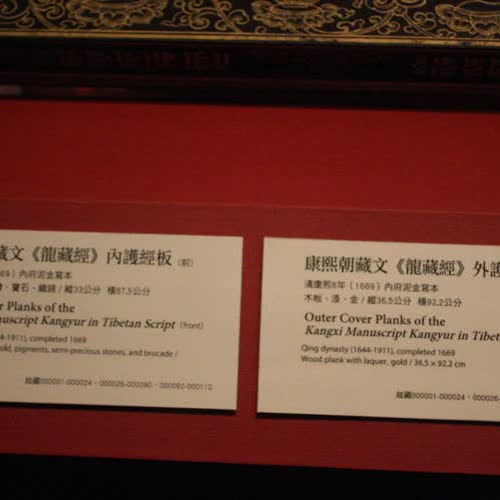 藏文《龍藏經》內護經板 (前)
69）內府泥金寫本
寶石、織錦 / 縱33公分 橫87.5公分
Planks of the
Manuscript Kangyur in Tibetan Script (front)
44-1911), completed 1669
gold, pigments, semi-precious stones, and brocade /
故藏000001-000024、000026-000090、000092-000110
康熙朝藏文《龍藏經》外護
清康熙8年（1669）內府泥金寫本
木板、漆、金 / 縱36.5公分 橫92.2公分
Outer Cover Planks of the
Kangxi Manuscript Kangyur in Tibet
Qing dynasty (1644-1911), completed 1669
Wood plank with laquer, gold / 36.5 x 92.2 cm
故藏000001-000024、000026